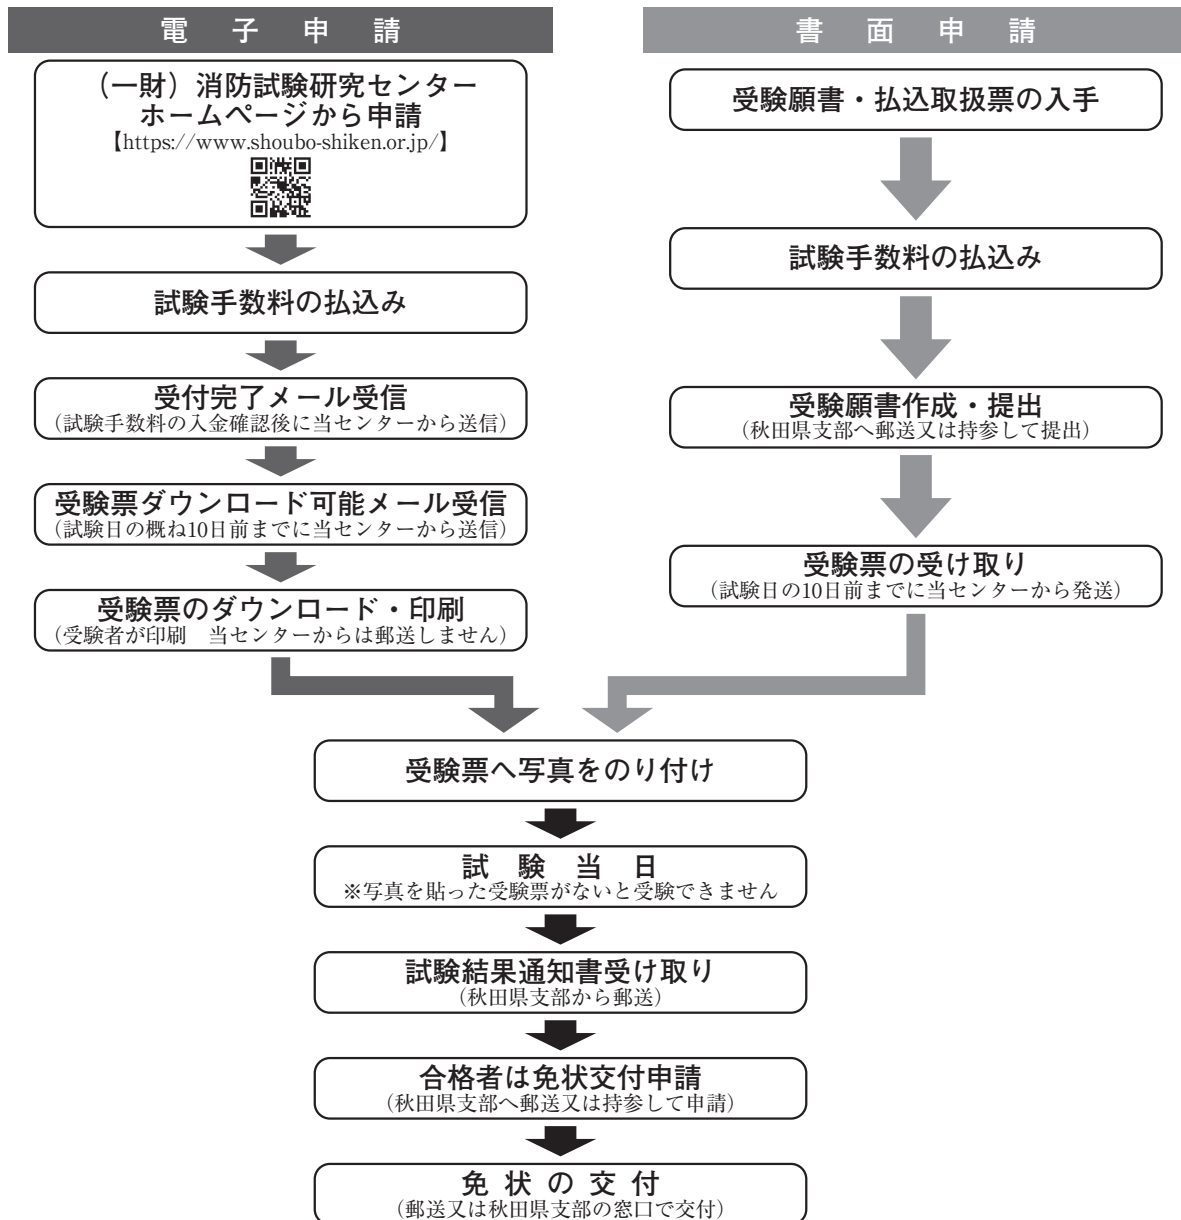 電子申請
（一財）消防試験研究センター
ホームページから申請
【https://www.shoubo-shiken.or.jp/】
試験手数料の払込み
受付完了メール受信
（試験手数料の入金確認後に当センターから送信）
受験票ダウンロード可能メール受信
（試験日の概ね10日前までに当センターから送信）
受験票のダウンロード・印刷
（受験者が印刷　当センターからは郵送しません）
書面申請
受験願書・払込取扱票の入手
試験手数料の払込み
受験願書作成・提出
（秋田県支部へ郵送又は持参して提出）
受験票の受け取り
（試験日の10日前までに当センターから発送）
受験票へ写真をのり付け
試験当日
※写真を貼った受験票がないと受験できません
試験結果通知書受け取り
（秋田県支部から郵送）
合格者は免状交付申請
（秋田県支部へ郵送又は持参して申請）
免状の交付
（郵送又は秋田県支部の窓口で交付）